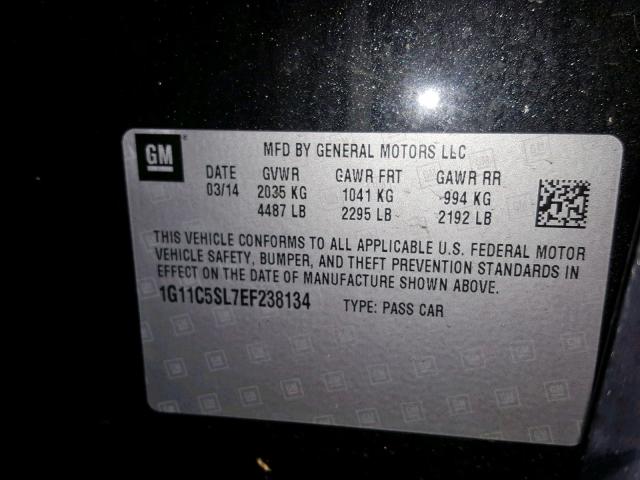 GM
MFD BY GENERAL MOTORS LLC
DATE GVWR GAWR FRT GAWR RR
03/14 2035 KG 1041 KG 994 KG
4487 LB 2295 LB 2192 LB
THIS VEHICLE CONFORMS TO ALL APPLICABLE U.S. FEDERAL MOTOR
VEHICLE SAFETY, BUMPER, AND THEFT PREVENTION STANDARDS IN
EFFECT ON THE DATE OF MANUFACTURE SHOWN ABOVE.
1G11C5SL7EF238134 TYPE: PASS CAR